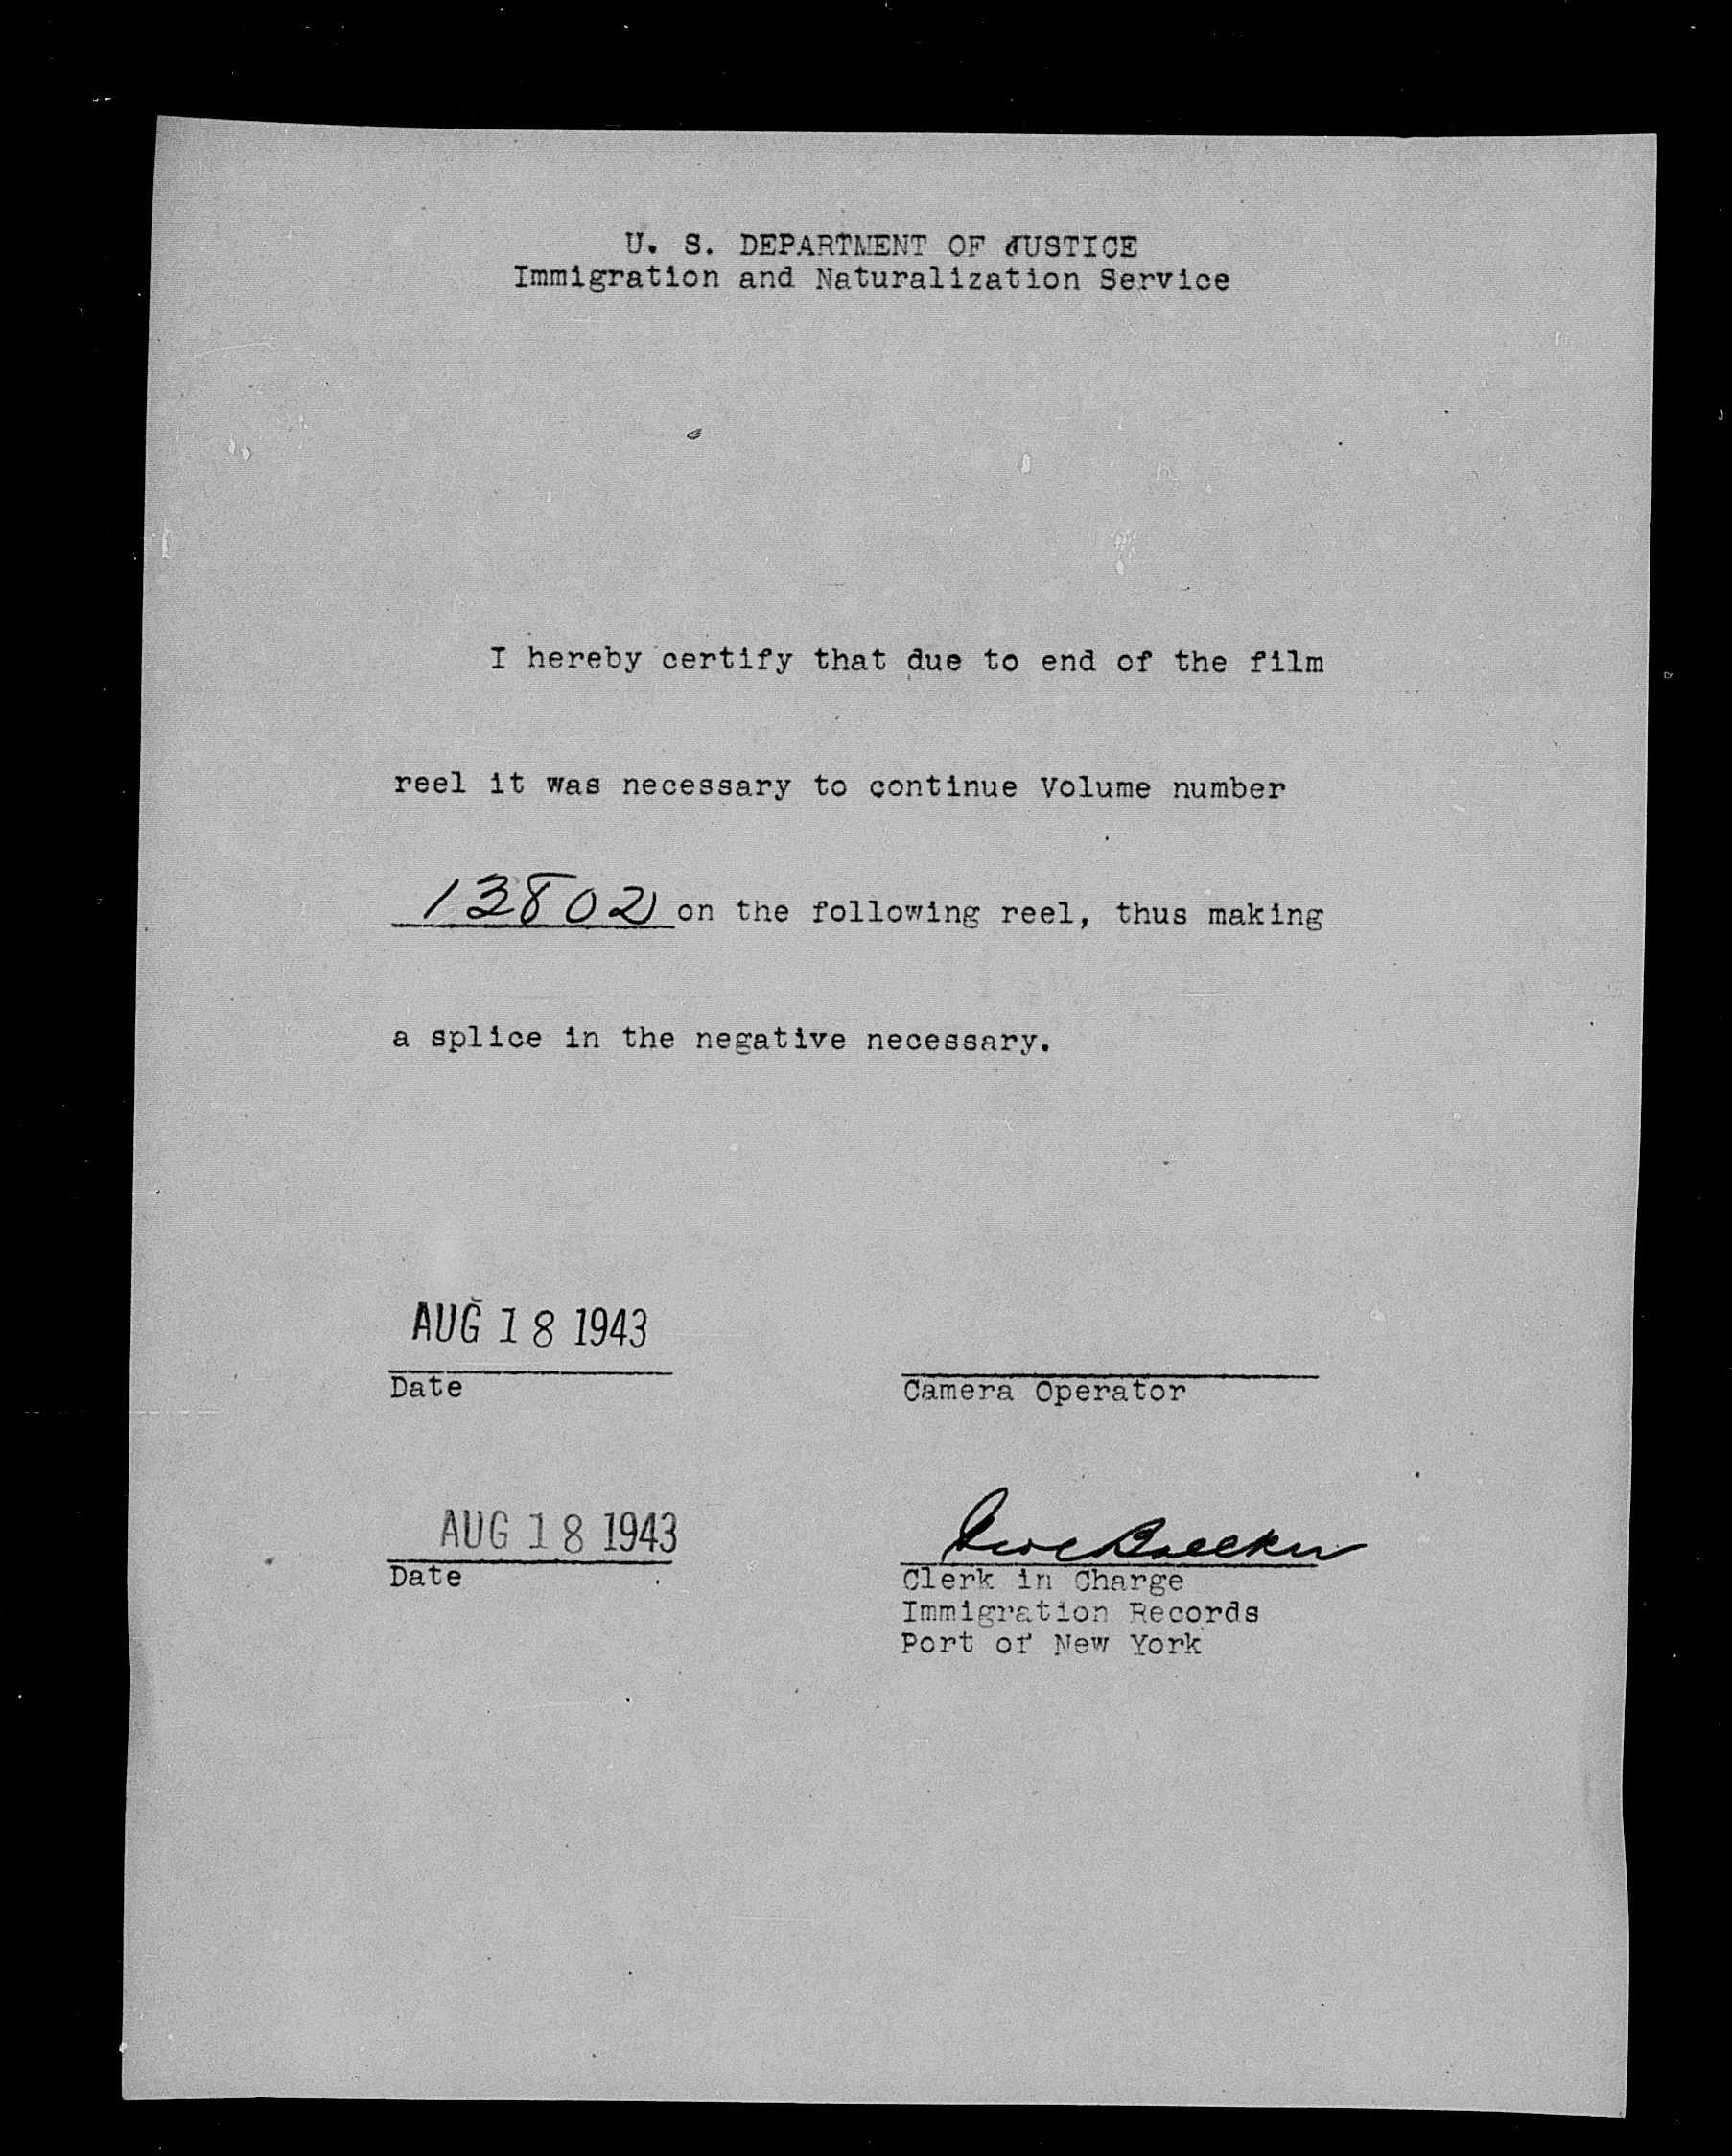 U. S. DEPARTMENT OF JUSTICE
Immigration and Naturalization Service
I hereby certify that due to end of the film
reel it was necessary to continue Volume number
13802 on the following reel, thus making
a splice in the negative necessary.
AUG 18 1943
Date
Camera Operator
AUG 18 1943
Date
Clerk in Charge
Immigration Records
Port of New York